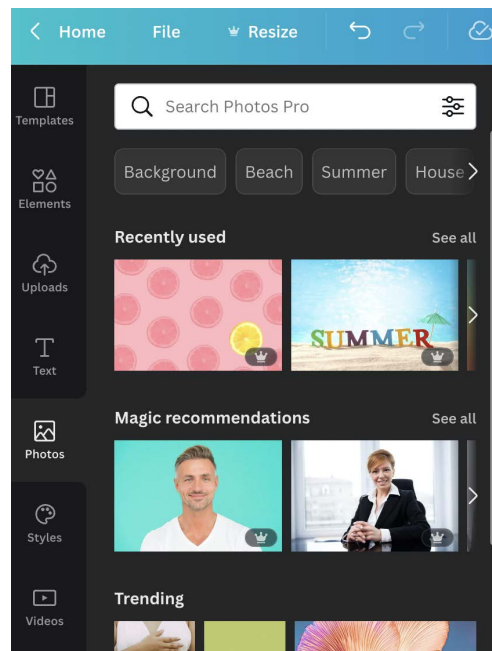 Home File Resize
Templates
Search Photos Pro
Background Beach Summer House
Elements
Recently used See all
Uploads
SUMMER
Text
Magic recommendations See all
Photos
Styles
Trending
Videos